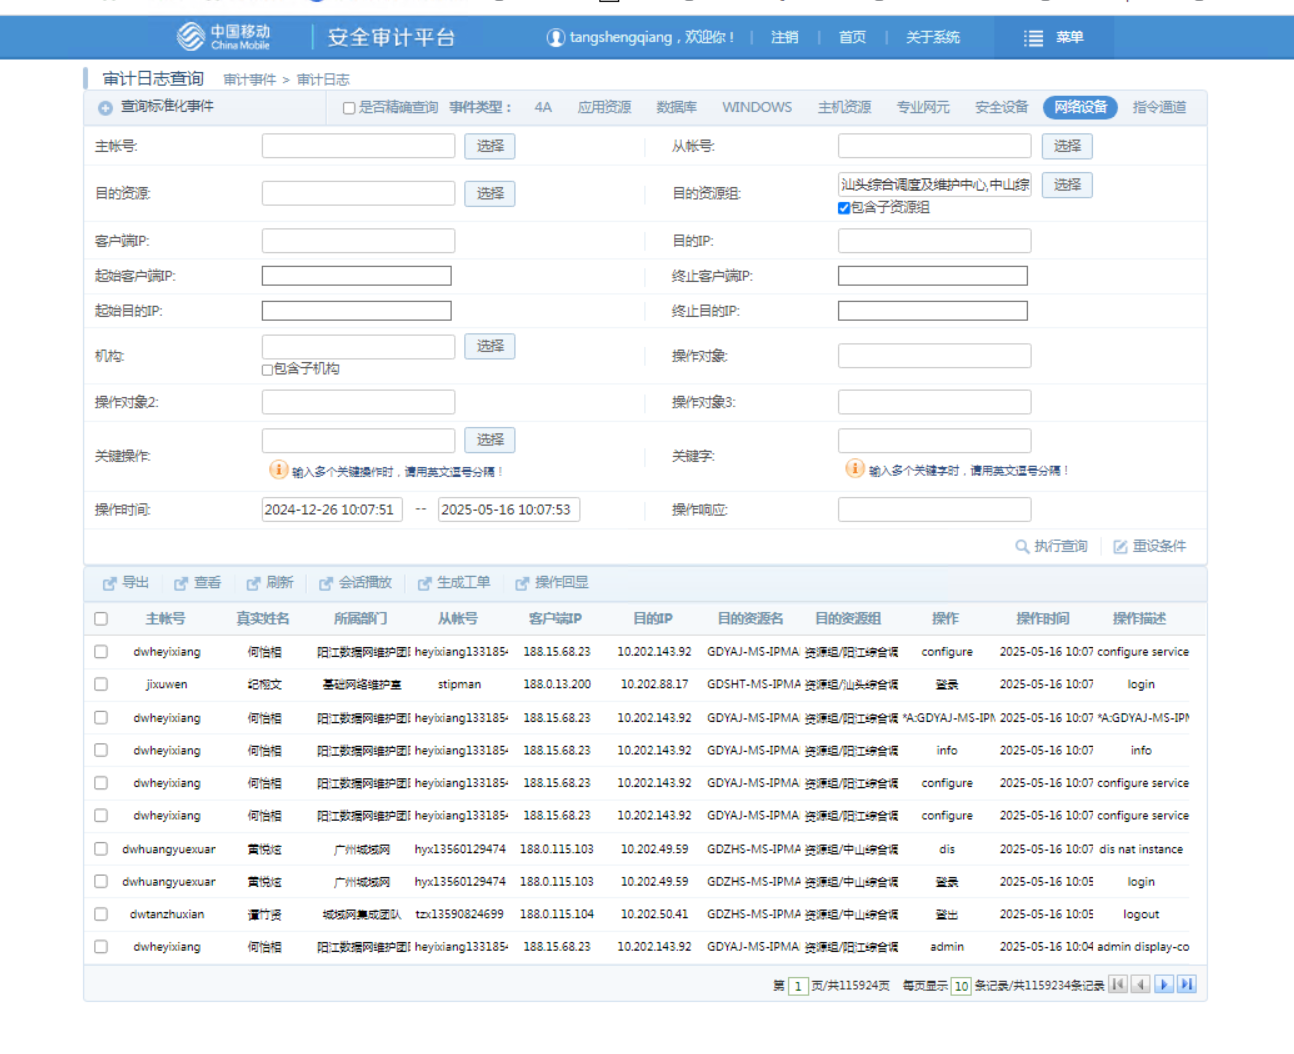 中国移动 China Mobile 安全审计平台 tangshengqiang，欢迎你！ 注销 首页 关于系统 菜单
审计日志查询 审计事件 > 审计日志
查询标准化事件 是否精确查询 事件类型： 4A 应用资源 数据库 WINDOWS 主机资源 专业网元 安全设备 网络设备 指令通道
主帐号: 选择 从帐号: 选择
目的资源: 选择 目的资源组: 汕头综合调度及维护中心,中山综 选择
包含子资源组
客户端IP: 目的IP:
起始客户端IP: 终止客户端IP:
起始目的IP: 终止目的IP:
机构: 选择 操作对象:
包含子机构
操作对象2: 操作对象3:
关键操作: 选择 关键字:
输入多个关键操作时，请用英文逗号分隔！ 输入多个关键字时，请用英文逗号分隔！
操作时间: 2024-12-26 10:07:51 -- 2025-05-16 10:07:53 操作响应:
执行查询 重设条件
导出 查看 刷新 会话播放 生成工单 操作回显
主帐号 真实姓名 所属部门 从帐号 客户端IP 目的IP 目的资源名 目的资源组 操作 操作时间 操作描述
dwheyixiang 何怡相 阳江数据网维护团 heyixiang133185 188.15.68.23 10.202.143.92 GDYAJ-MS-IPMA 资源组/阳江综合调 configure 2025-05-16 10:07 configure service
jixuwen 纪栩文 基础网络维护室 stipman 188.0.13.200 10.202.88.17 GDSHT-MS-IPMA 资源组/汕头综合调 登录 2025-05-16 10:07 login
dwheyixiang 何怡相 阳江数据网维护团 heyixiang133185 188.15.68.23 10.202.143.92 GDYAJ-MS-IPMA 资源组/阳江综合调 *A:GDYAJ-MS-IP 2025-05-16 10:07 *A:GDYAJ-MS-IP
dwheyixiang 何怡相 阳江数据网维护团 heyixiang133185 188.15.68.23 10.202.143.92 GDYAJ-MS-IPMA 资源组/阳江综合调 info 2025-05-16 10:07 info
dwheyixiang 何怡相 阳江数据网维护团 heyixiang133185 188.15.68.23 10.202.143.92 GDYAJ-MS-IPMA 资源组/阳江综合调 configure 2025-05-16 10:07 configure service
dwheyixiang 何怡相 阳江数据网维护团 heyixiang133185 188.15.68.23 10.202.143.92 GDYAJ-MS-IPMA 资源组/阳江综合调 configure 2025-05-16 10:07 configure service
dwhuangyuexuar 黄悦炫 广州城域网 hyx13560129474 188.0.115.103 10.202.49.59 GDZHS-MS-IPMA 资源组/中山综合调 dis 2025-05-16 10:07 dis nat instance
dwhuangyuexuar 黄悦炫 广州城域网 hyx13560129474 188.0.115.103 10.202.49.59 GDZHS-MS-IPMA 资源组/中山综合调 登录 2025-05-16 10:05 login
dwtanzhuxian 谭竹贤 城域网集成团队 tzx13590824699 188.0.115.104 10.202.50.41 GDZHS-MS-IPMA 资源组/中山综合调 登出 2025-05-16 10:05 logout
dwheyixiang 何怡相 阳江数据网维护团 heyixiang133185 188.15.68.23 10.202.143.92 GDYAJ-MS-IPMA 资源组/阳江综合调 admin 2025-05-16 10:04 admin display-co
第 1 页/共115924页 每页显示 10 条记录/共1159234条记录